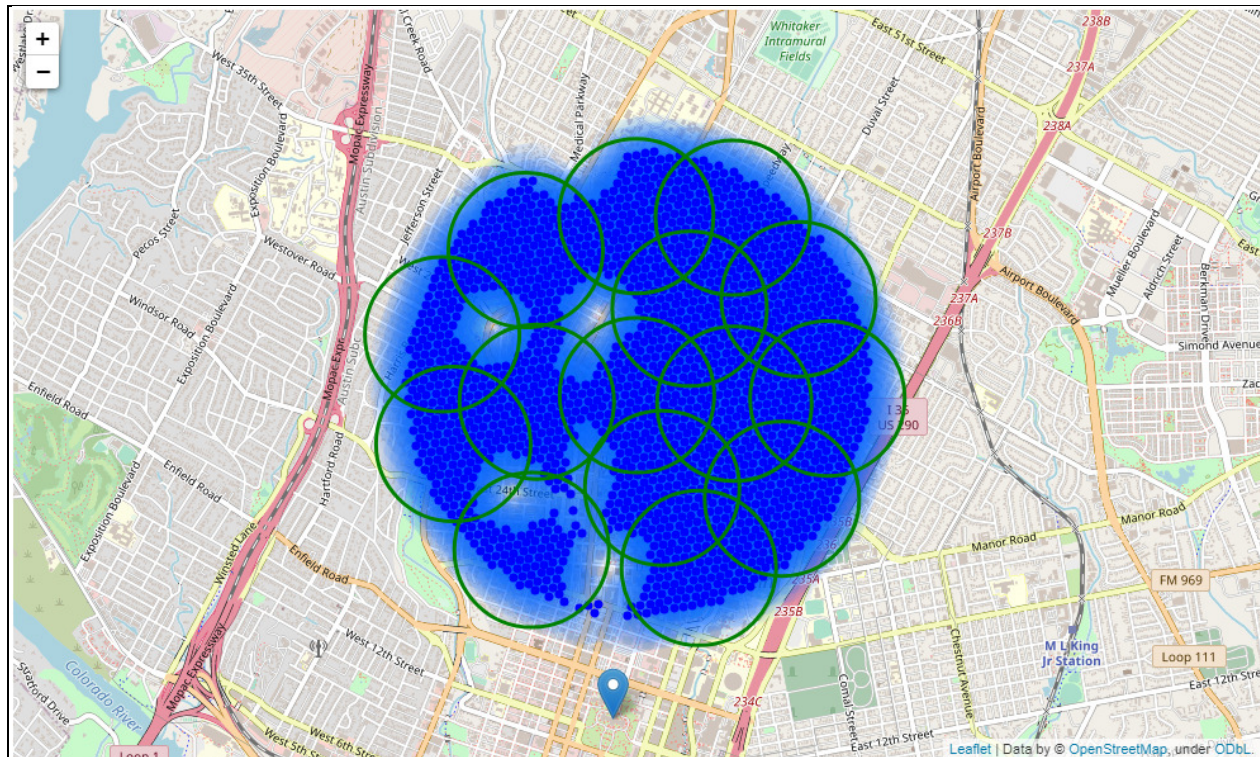 +
−
West 35th Street
Creek Road
Mopac Expressway
Austin Subdivision
Medical Parkway
Whitaker
Intramural
Fields
East 51st Street
238B
237A
238A
Duval Street
Airport Boulevard
Exposition Boulevard
Jefferson Street
Pecos Street
Westover Road
237B
Airport Boulevard
Mueller Boulevard
Aldrich Street
Berkman Drive
237A
236B
Windsor Road
Exposition Boulevard
Mopac Expr
Austin Subc
Simond Avenue
Enfield Road
I 35
US 290
Enfield Road
Hartford Road
24th Street
Exposition Boulevard
Winsted Lane
Enfield Road
235B
236
235A
Manor Road
Manor Road
FM 969
235B
West 12th Street
Chestnut Avenue
M L King
Jr Station
Loop 111
East 12th Street
Comal Street
234C
Stratford Drive
Colorado River
Mopac Expressway
West 6th Street
West 5th Street
East 12th Street
Loop 1
Leaflet | Data by © OpenStreetMap, under ODbL.